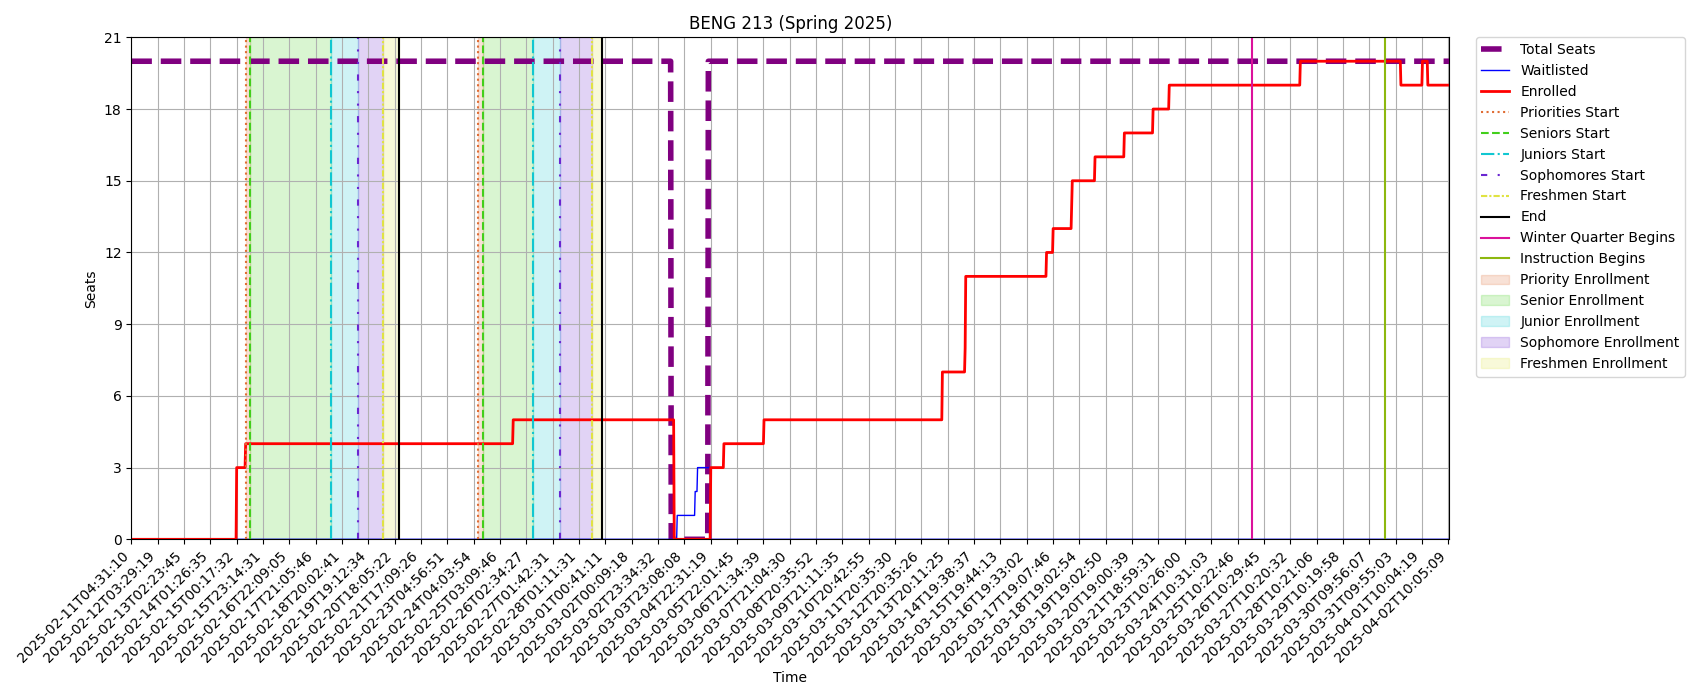 BENG 213 (Spring 2025)
Seats
21
18
15
12
9
6
3
0
2025-02-11T04:31:10
2025-02-12T03:29:19
2025-02-13T02:23:45
2025-02-14T01:26:35
2025-02-15T00:17:32
2025-02-15T23:14:31
2025-02-16T22:09:05
2025-02-17T21:05:46
2025-02-18T20:02:41
2025-02-19T19:12:34
2025-02-20T18:05:22
2025-02-21T17:09:26
2025-02-23T04:56:51
2025-02-24T04:03:54
2025-02-25T03:09:46
2025-02-26T02:34:27
2025-02-27T01:42:31
2025-02-28T01:11:31
2025-03-01T00:41:11
2025-03-02T00:09:18
2025-03-02T23:34:32
2025-03-03T23:08:08
2025-03-04T22:31:19
2025-03-05T22:01:45
2025-03-06T21:34:39
2025-03-07T21:04:30
2025-03-08T20:35:52
2025-03-09T21:11:35
2025-03-10T20:42:55
2025-03-11T20:35:30
2025-03-12T20:35:26
2025-03-13T20:11:25
2025-03-14T19:38:37
2025-03-15T19:44:13
2025-03-16T19:33:02
2025-03-17T19:07:46
2025-03-18T19:02:54
2025-03-19T19:02:50
2025-03-20T19:00:39
2025-03-21T18:59:31
2025-03-23T10:26:00
2025-03-24T10:31:03
2025-03-25T10:22:46
2025-03-26T10:29:45
2025-03-27T10:20:32
2025-03-28T10:21:06
2025-03-29T10:19:58
2025-03-30T09:56:07
2025-03-31T09:55:03
2025-04-01T10:04:19
2025-04-02T10:05:09
Time
Total Seats
Waitlisted
Enrolled
Priorities Start
Seniors Start
Juniors Start
Sophomores Start
Freshmen Start
End
Winter Quarter Begins
Instruction Begins
Priority Enrollment
Senior Enrollment
Junior Enrollment
Sophomore Enrollment
Freshmen Enrollment